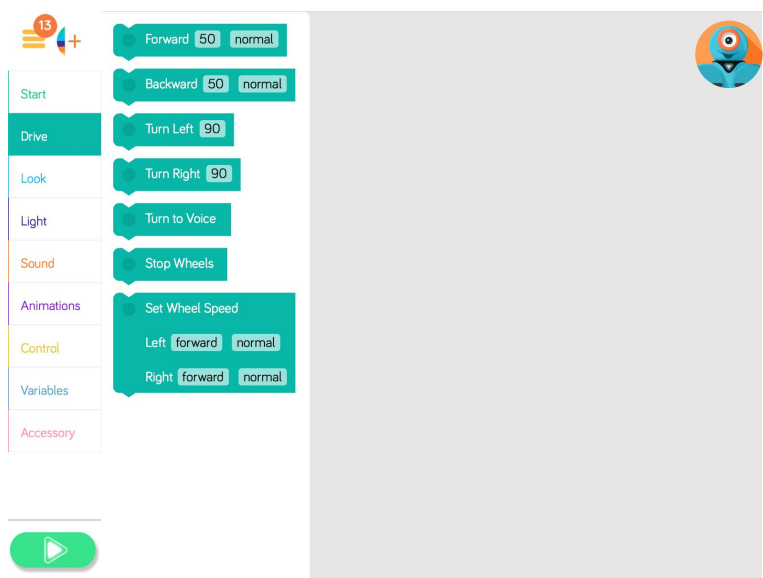 13
Start
Drive
Look
Light
Sound
Animations
Control
Variables
Accessory
Forward 50 normal
Backward 50 normal
Turn Left 90
Turn Right 90
Turn to Voice
Stop Wheels
Set Wheel Speed
Left forward normal
Right forward normal